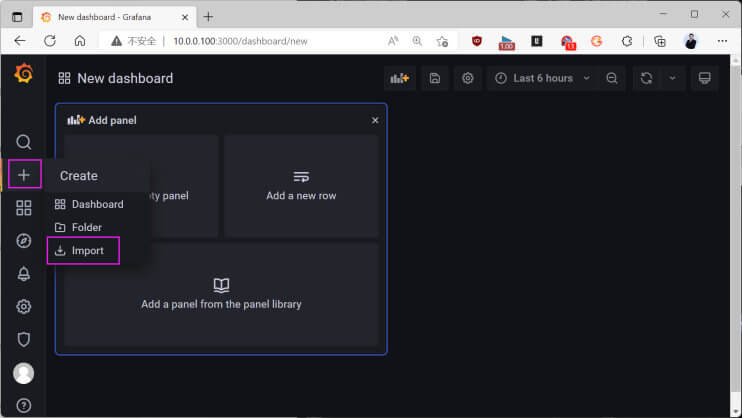 New dashboard - Grafana
不安全
10.0.0.100:3000/dashboard/new
1.00
13
New dashboard
Last 6 hours
Add panel
pty panel
Add a new row
Create
Dashboard
Folder
Import
Add a panel from the panel library